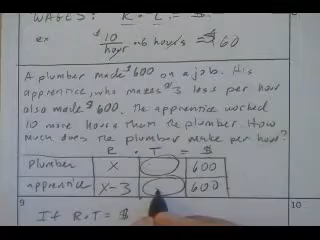 WAGES: R · T = $
ex $10/hour · 6 hours = $60
A plumber made $600 on a job. His
apprentice, who makes $3 less per hour
also made $600. The apprentice worked
10 more hours than the plumber. How
much does the plumber make per hour?
R · T = $
Plumber X 600
apprentice X-3 600
9 10
If R·T = $